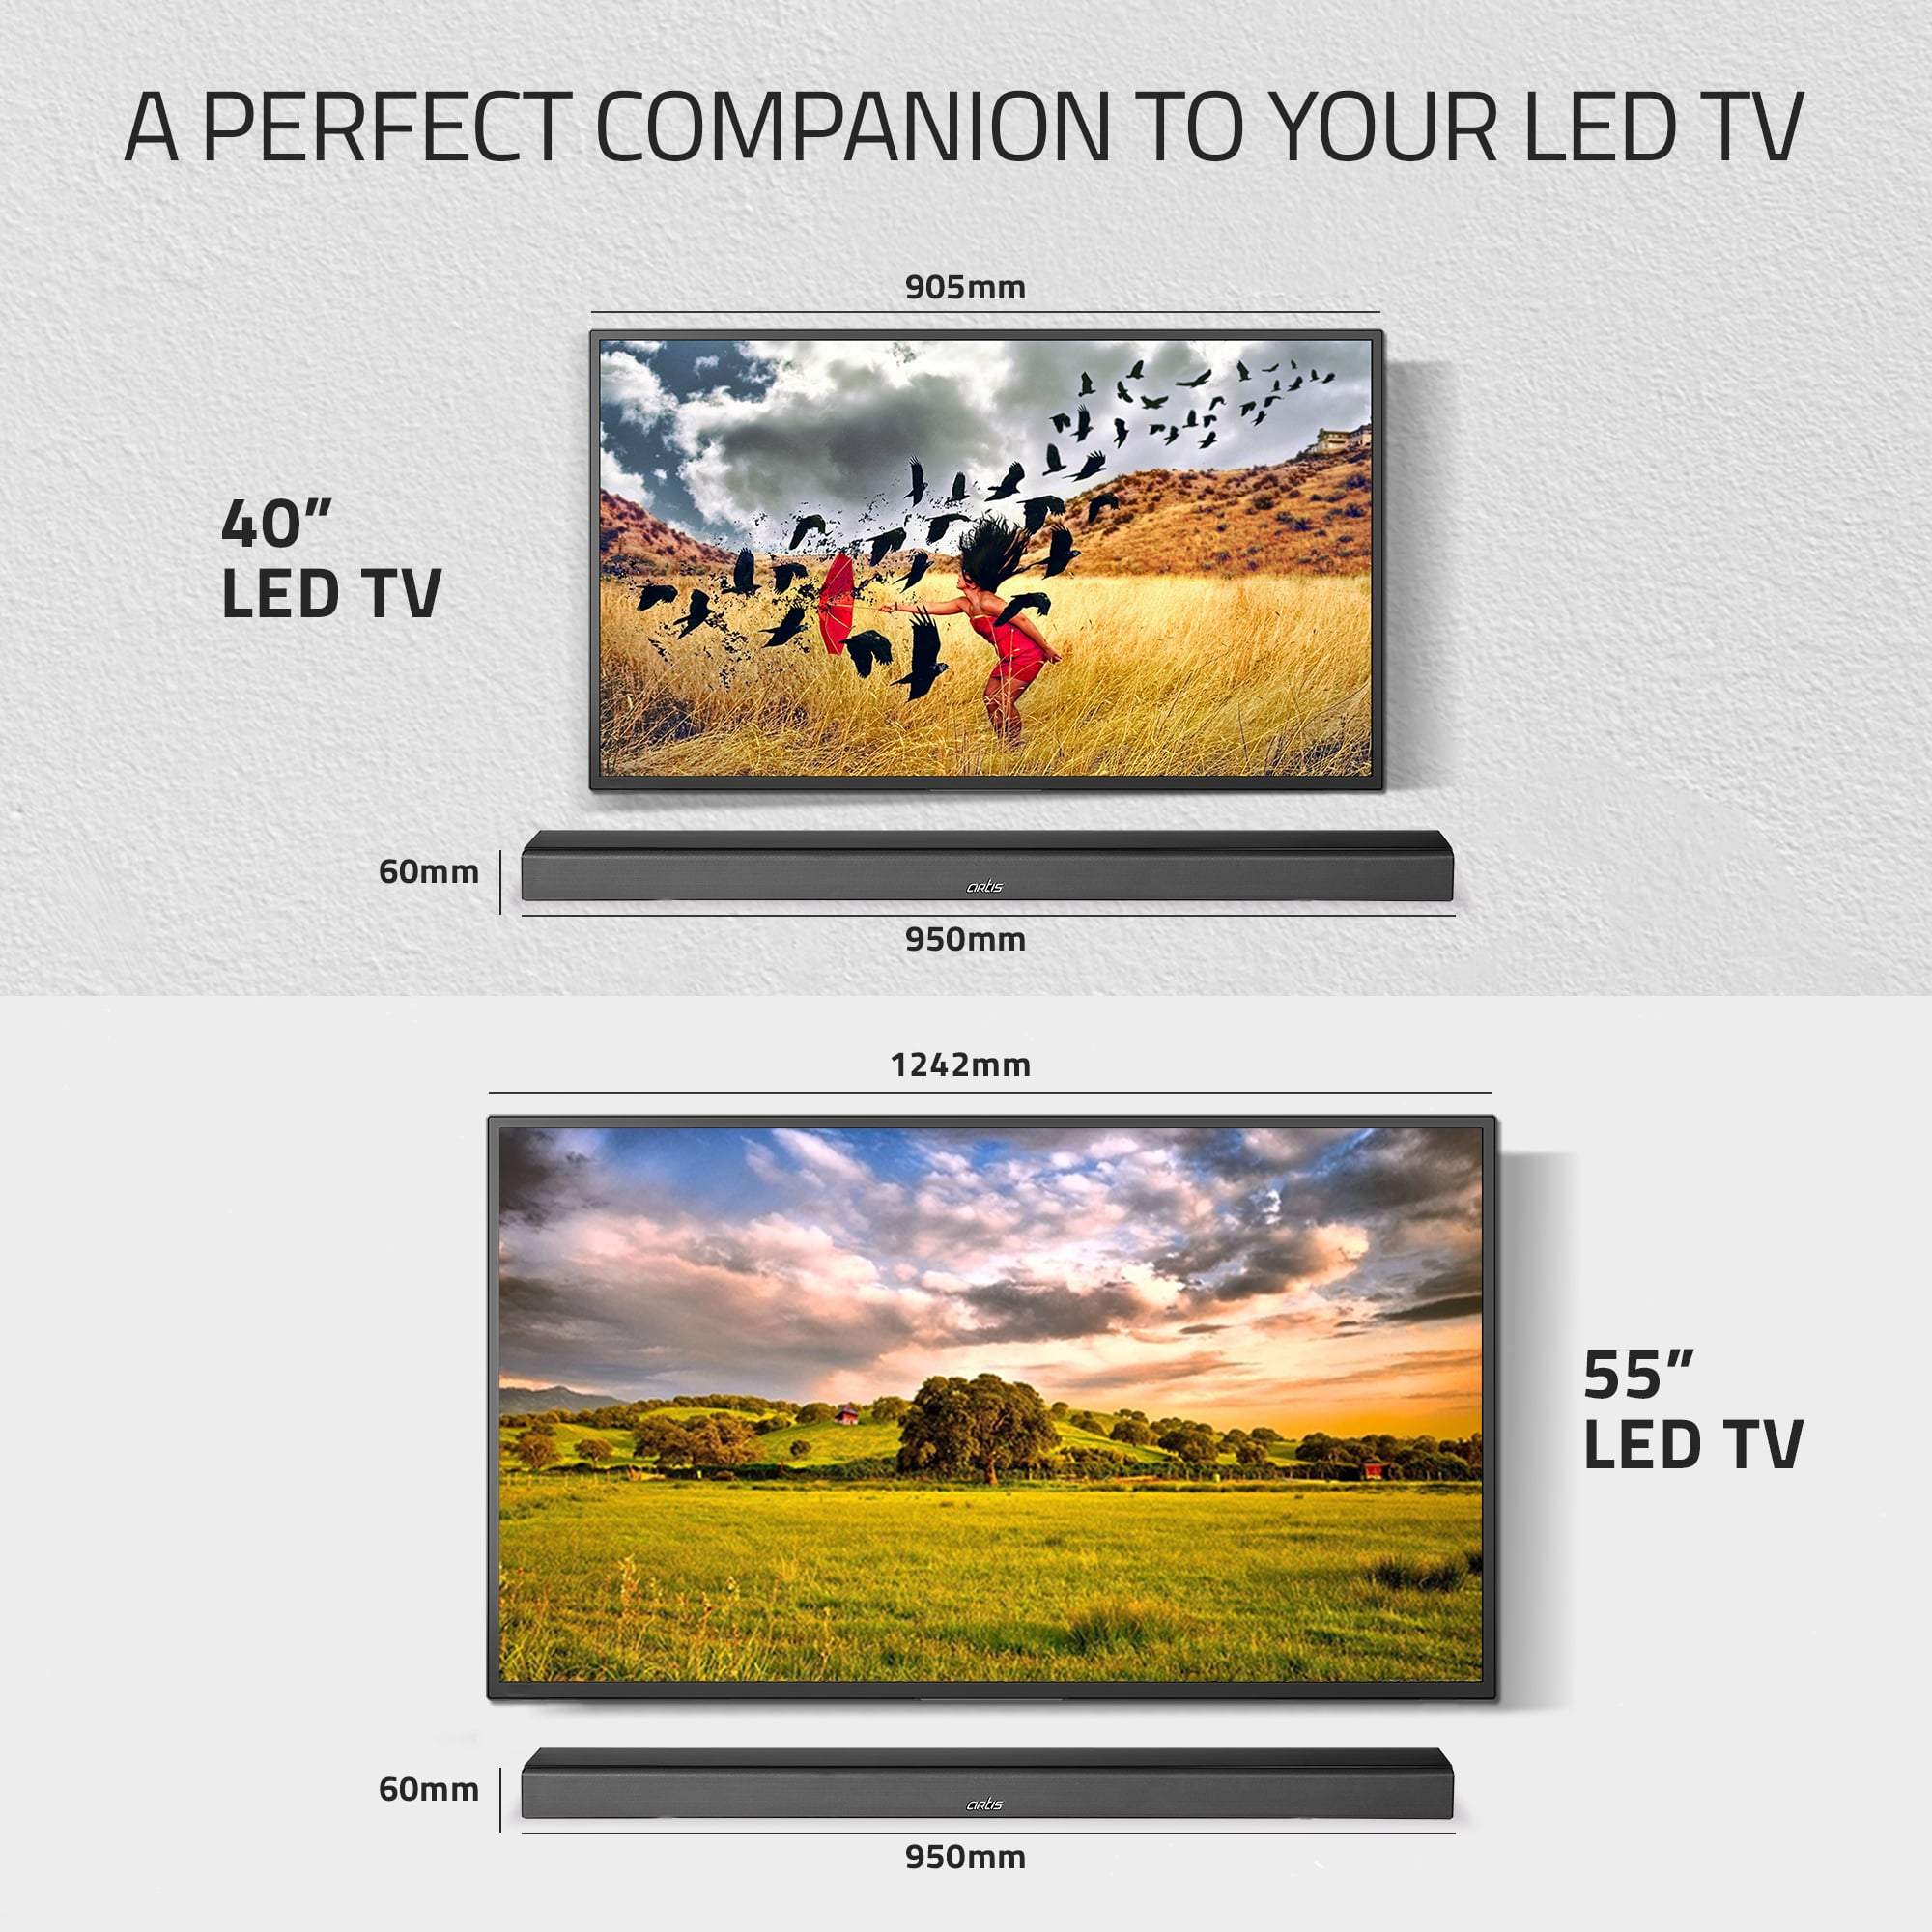 A PERFECT COMPANION TO YOUR LED TV
905mm
40”
LED TV
60mm
artis
950mm
1242mm
55”
LED TV
60mm
artis
950mm